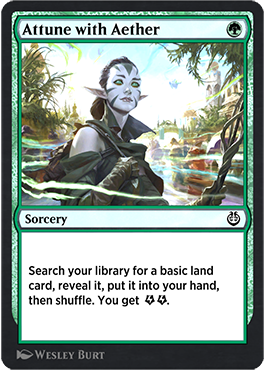 Attune with Aether
Sorcery
Search your library for a basic land
card, reveal it, put it into your hand,
then shuffle. You get
Wesley Burt